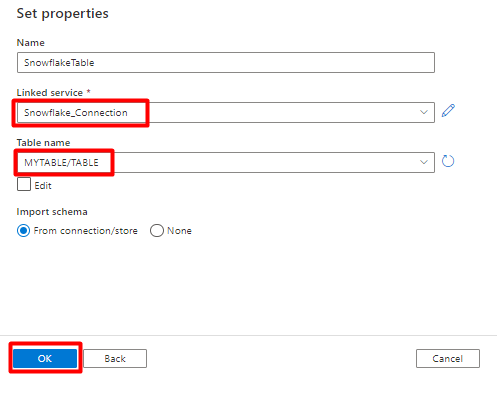 Set properties
Name
SnowflakeTable
Linked service *
Snowflake_Connection
Table name
MYTABLE/TABLE
Edit
Import schema
From connection/store None
OK Back Cancel